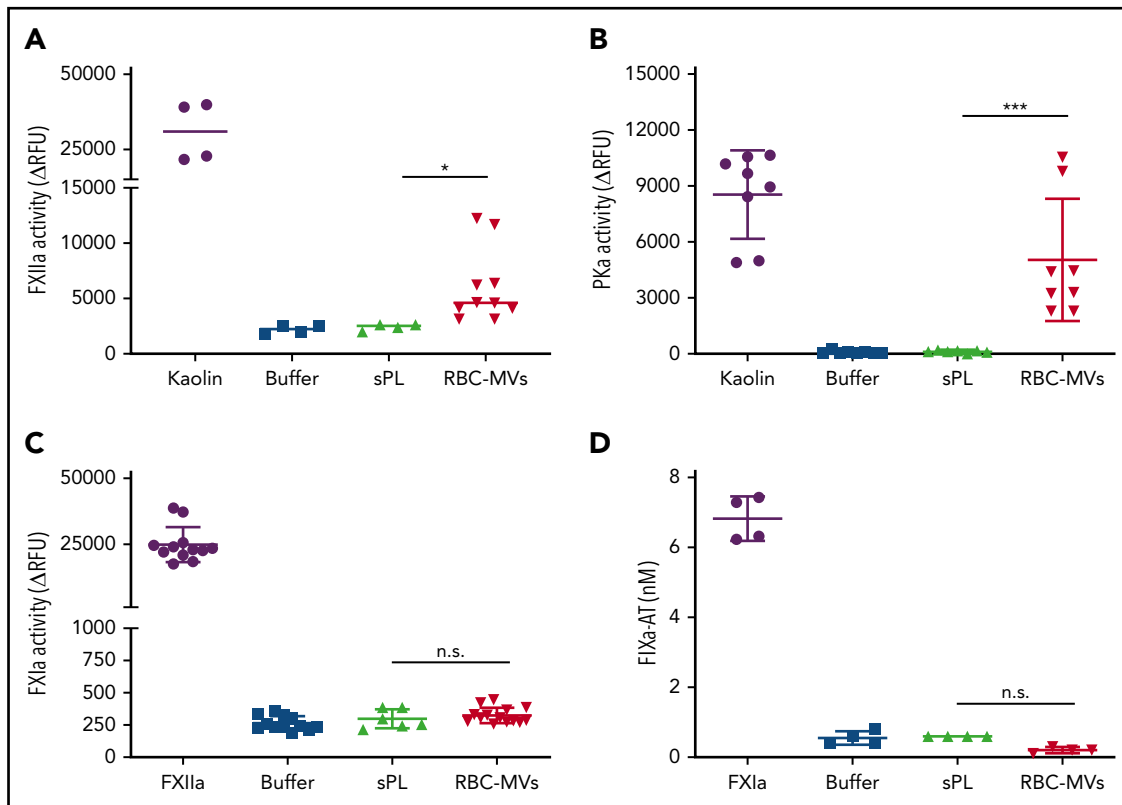 A
FXIIa activity (ΔRFU)
50000
25000
15000
10000
5000
0
*
Kaolin Buffer sPL RBC-MVs
B
PKa activity (ΔRFU)
15000
12000
9000
6000
3000
0
***
Kaolin Buffer sPL RBC-MVs
C
FXIa activity (ΔRFU)
50000
25000
1000
750
500
250
0
n.s.
FXIIa Buffer sPL RBC-MVs
D
FIXa-AT (nM)
8
6
4
2
0
n.s.
FXIa Buffer sPL RBC-MVs